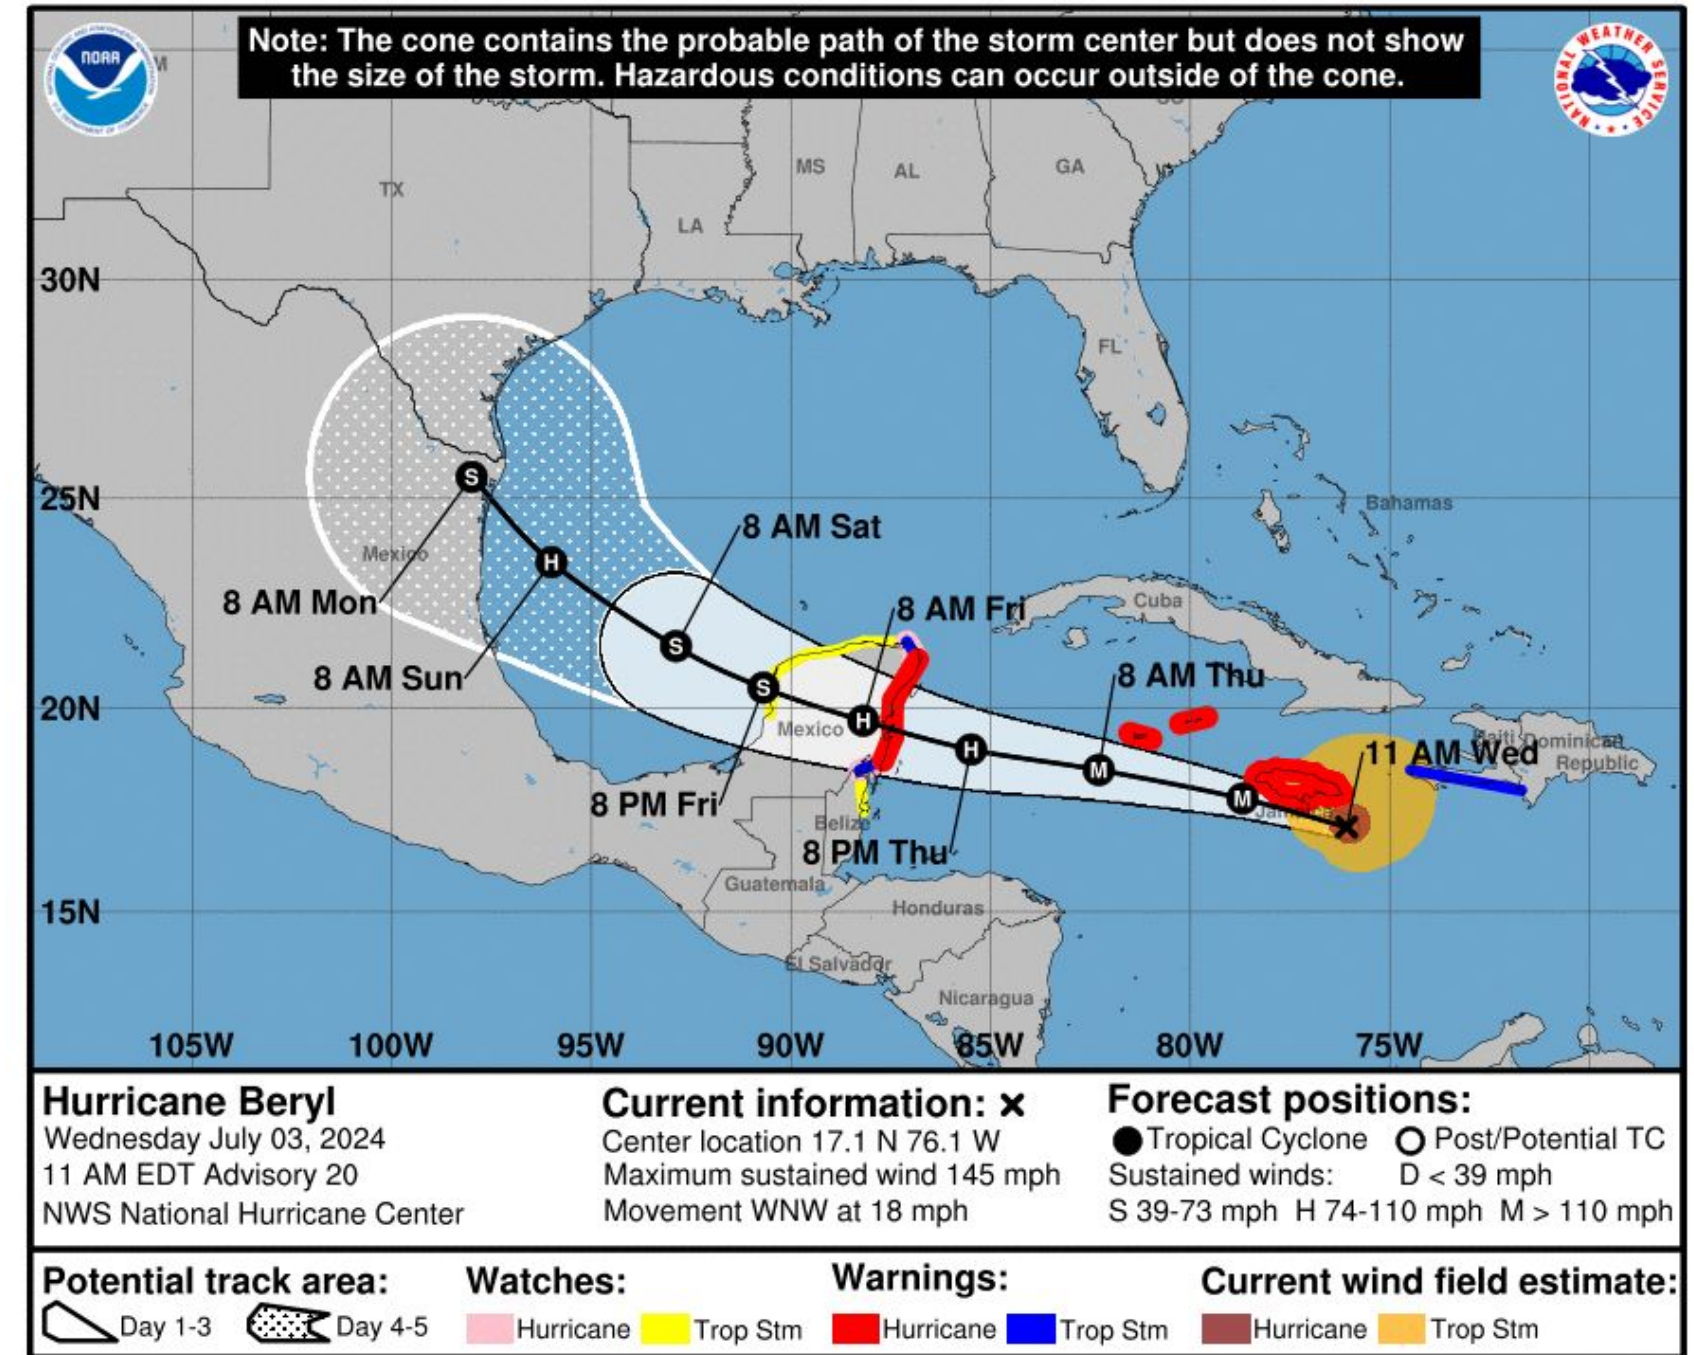 Note: The cone contains the probable path of the storm center but does not show
the size of the storm. Hazardous conditions can occur outside of the cone.
NOAA
NATIONAL WEATHER SERVICE
TX
LA
MS
AL
GA
FL
30N
25N
20N
15N
Bahamas
Cuba
Mexico
Mexico
Haiti
Dominican
Republic
Jamaica
Belize
Guatemala
Honduras
El Salvador
Nicaragua
8 AM Mon
8 AM Sun
8 AM Sat
8 PM Fri
8 AM Fri
8 PM Thu
8 AM Thu
11 AM Wed
S
H
S
S
H
H
M
M
105W 100W 95W 90W 85W 80W 75W
Hurricane Beryl
Wednesday July 03, 2024
11 AM EDT Advisory 20
NWS National Hurricane Center
Current information: x
Center location 17.1 N 76.1 W
Maximum sustained wind 145 mph
Movement WNW at 18 mph
Forecast positions:
Tropical Cyclone Post/Potential TC
Sustained winds: D < 39 mph
S 39-73 mph H 74-110 mph M > 110 mph
Potential track area:
Day 1-3 Day 4-5
Watches:
Hurricane Trop Stm
Warnings:
Hurricane Trop Stm
Current wind field estimate:
Hurricane Trop Stm